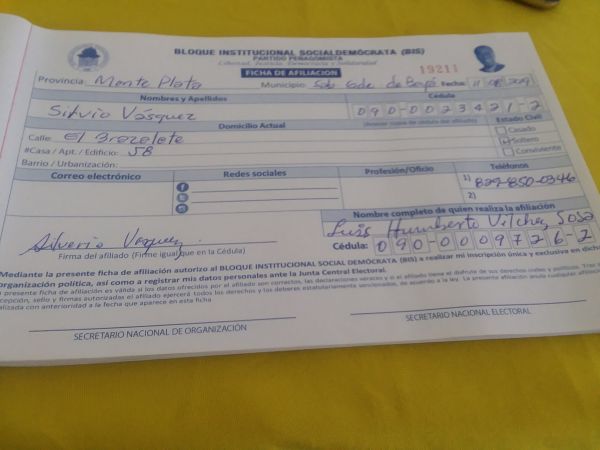 BLOQUE INSTITUCIONAL SOCIALDEMÓCRATA (BIS)
PARTIDO PEÑAGOMISTA
Libertad, Justicia, Democracia y Solidaridad
FICHA DE AFILIACION 19211
Provincia: Monte Plata Municipio: Sab Gde de Boyá Fecha:
Nombres y Apellidos Cédula
Silvio Vásquez 090-0023421-2
Domicilio Actual Estado Civil
Calle: El Brazalete Casado
#Casa / Apt. / Edificio: 58 Soltero
Barrio / Urbanización: Conviviente
Correo electrónico Redes sociales Profesión/Oficio Teléfonos
1) 829-850-0346
2)
Nombre completo de quien realiza la afiliación
Luis Humberto Vilchez Sosa
Silverio Vasquez Cédula: 090-0009726-2
Firma del afiliado (Firme igual que en la Cédula)
Mediante la presente ficha de afiliación autorizo al BLOQUE INSTITUCIONAL SOCIAL DEMÓCRATA (BIS) a realizar mi inscripción única y exclusiva en dicha
organización política, así como a registrar mis datos personales ante la Junta Central Electoral.
SECRETARIO NACIONAL DE ORGANIZACIÓN SECRETARIO NACIONAL ELECTORAL